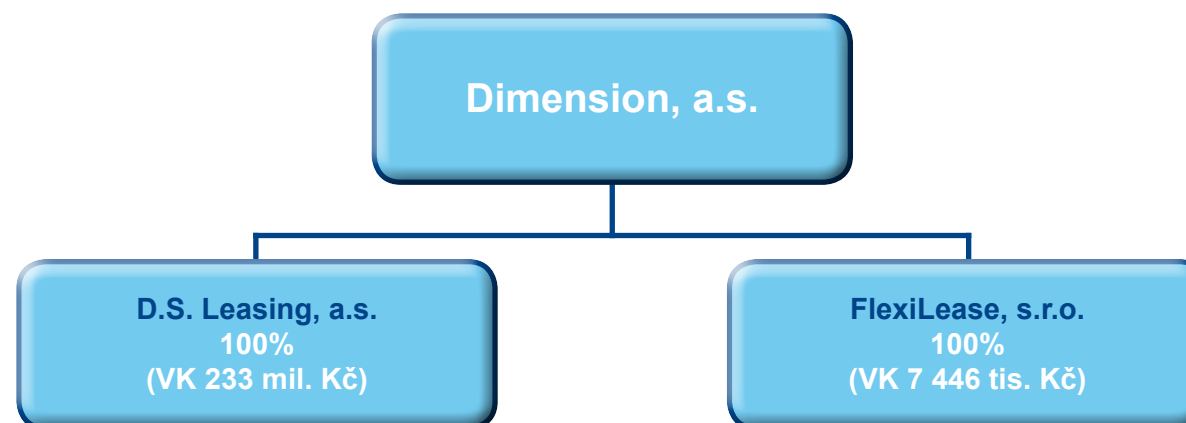 Dimension, a.s.
D.S. Leasing, a.s.
100%
(VK 233 mil. Kč)
FlexiLease, s.r.o.
100%
(VK 7 446 tis. Kč)